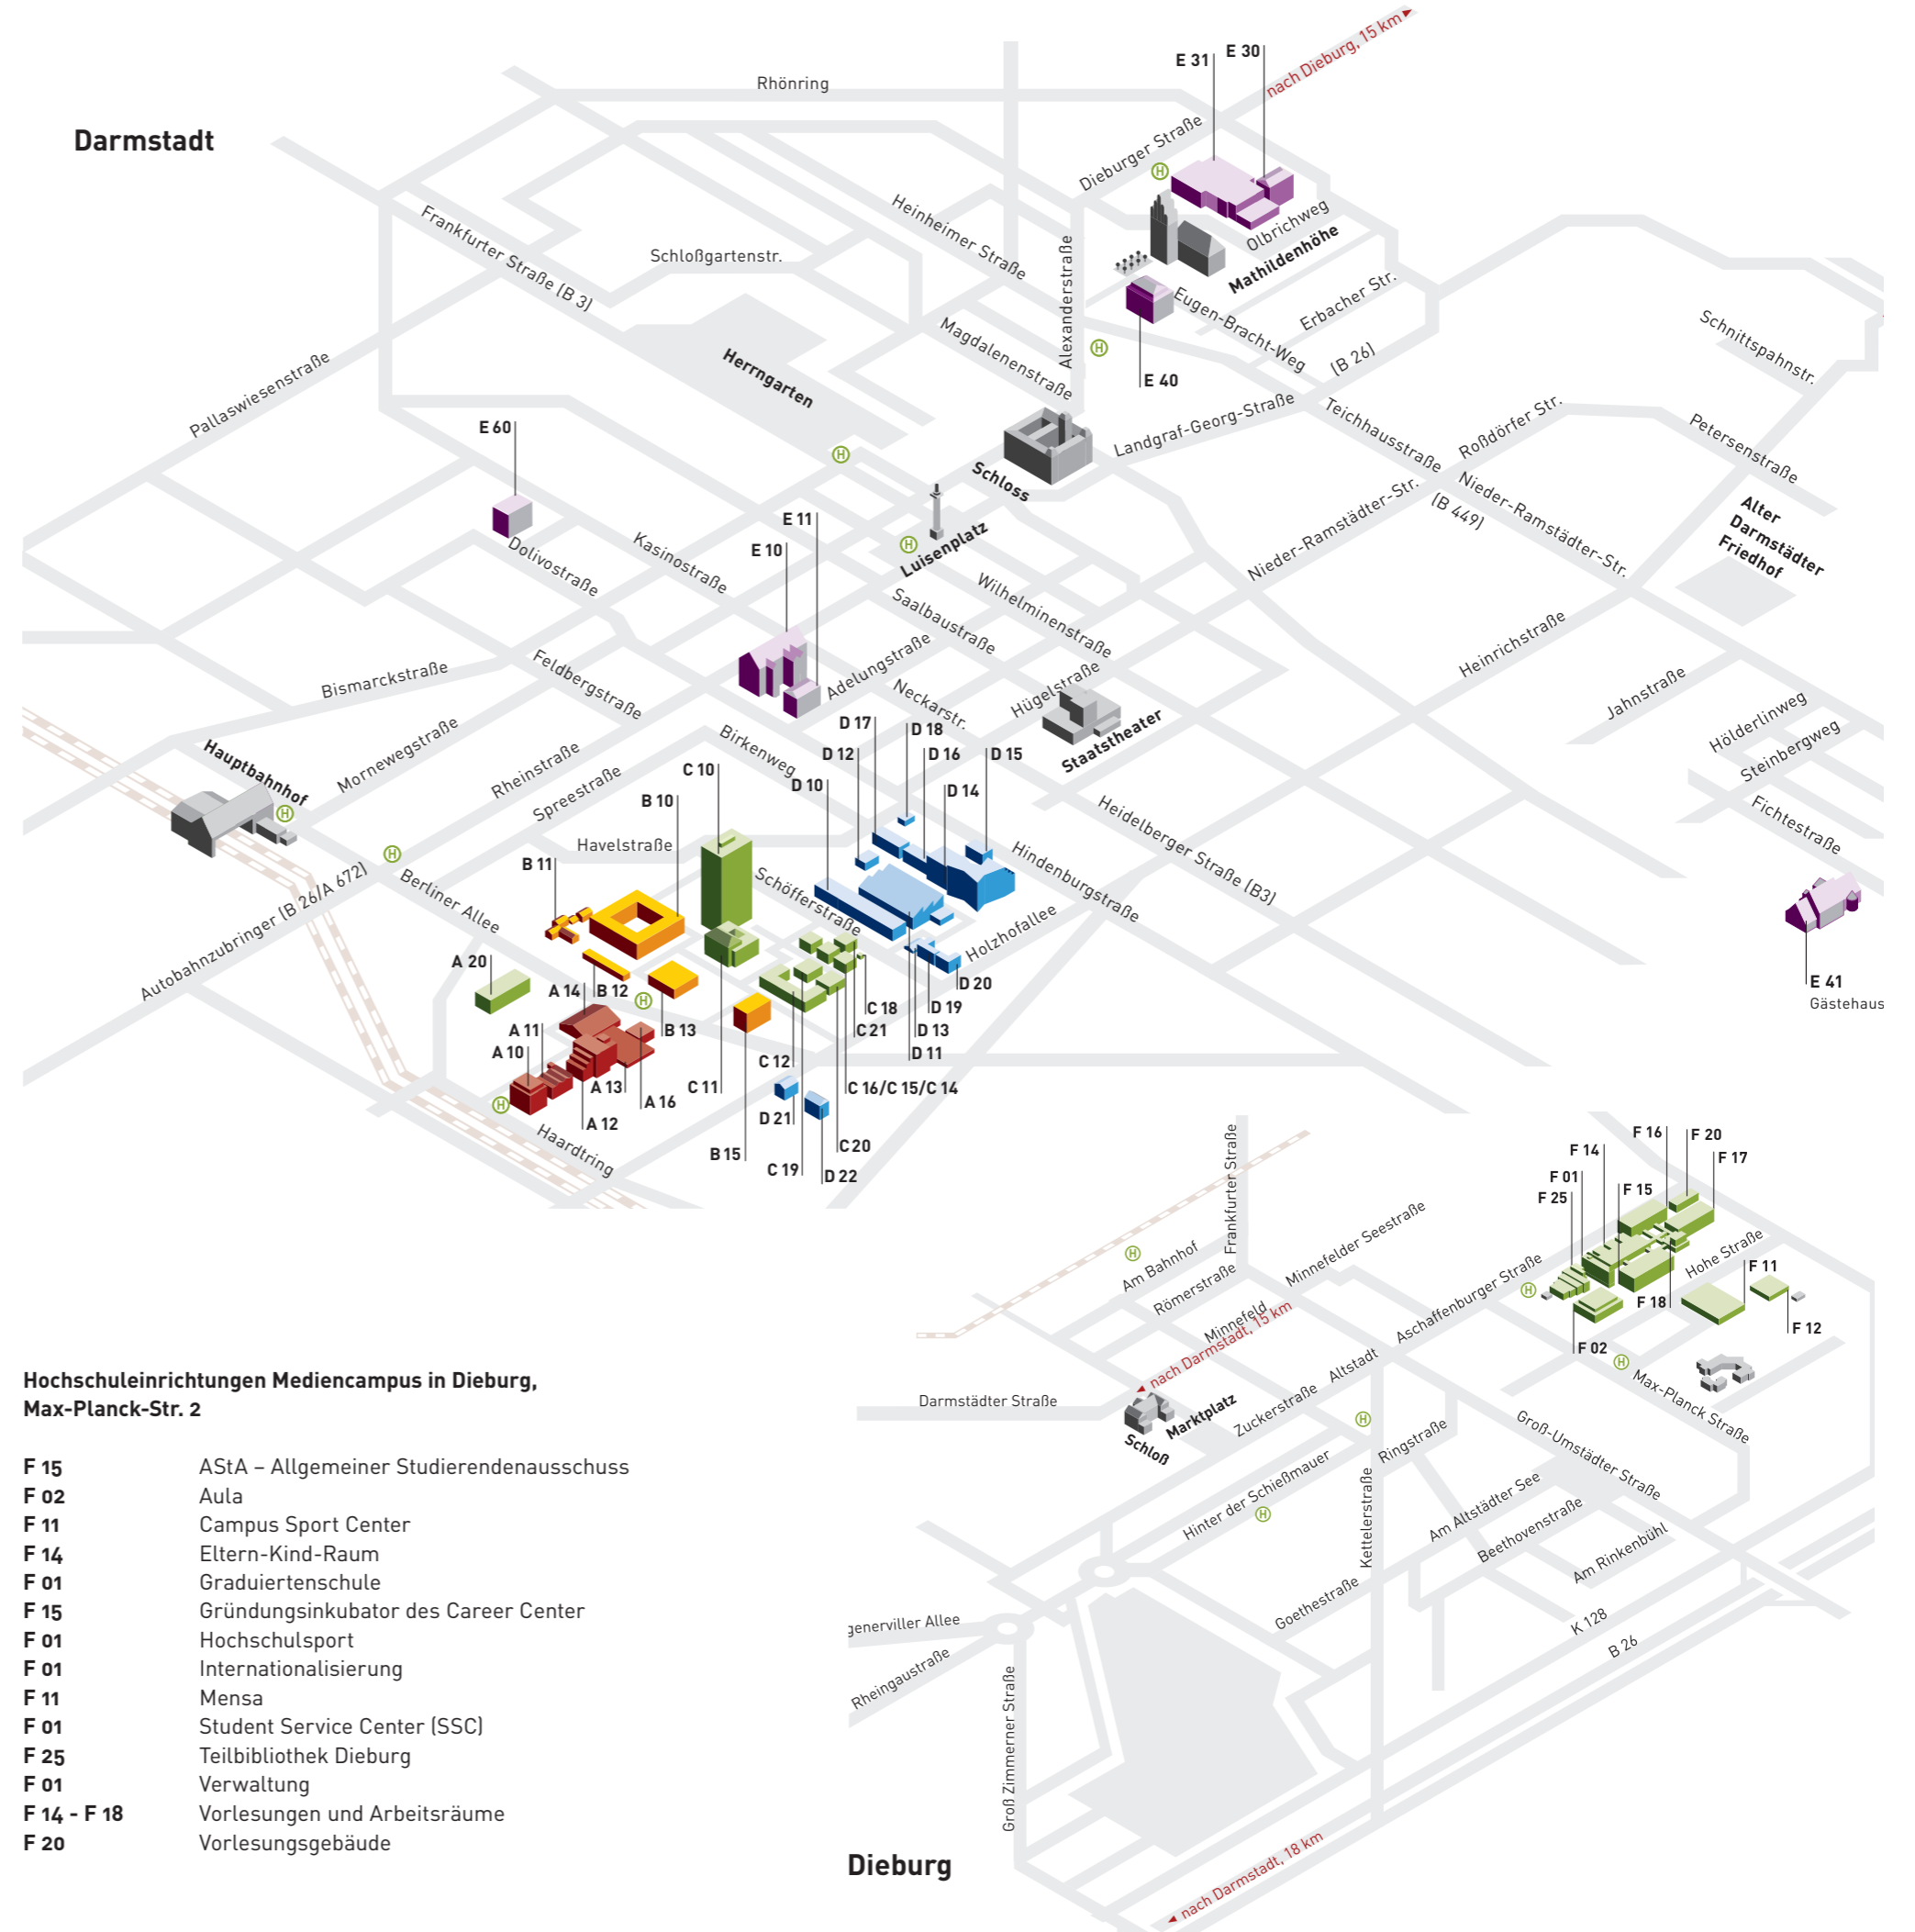 Darmstadt
Rhönring
E 31
E 30
nach Dieburg, 15 km
Dieburger Straße
Heinheimer Straße
Frankfurter Straße (B 3)
Schloßgartenstr.
Alexanderstraße
Olbrichweg
Mathildenhöhe
Eugen-Bracht-Weg
Erbacher Str.
(B 26)
Schnittspahnstr.
Magdalenenstraße
Herrngarten
E 40
Pallaswiesenstraße
Landgraf-Georg-Straße
Teichhausstraße
Roßdörfer Str.
Petersenstraße
E 60
H
H
H
H
Schloss
Nieder-Ramstädter-Str.
Nieder-Ramstädter-Str.
(B 449)
Alter
Darmstädter
Friedhof
E 11
E 10
Kasinostraße
Dolivostraße
Luisenplatz
Wilhelminenstraße
Saalbaustraße
Adelungstraße
Heinrichstraße
Bismarckstraße
Feldbergstraße
Neckarstr.
Hügelstraße
Jahnstraße
Hölderlinweg
Steinbergweg
Fichtestraße
Staatstheater
Hauptbahnhof
H
Mornewegstraße
Rheinstraße
Spreestraße
Birkenweg
D 17
D 18
D 12
D 16
D 15
C 10
D 10
D 14
B 10
Havelstraße
Heidelberger Straße (B3)
Hindenburgstraße
B 11
H
Berliner Allee
Autobahnzubringer (B 26/A 672)
Schöfferstraße
Holzhofallee
A 20
A 14
B 12
H
D 20
E 41
Gästehaus
C 18
D 19
A 11
B 13
C 21
D 13
A 10
D 11
C 12
A 13
C 11
C 16/C 15/C 14
H
A 16
A 12
D 21
Haardtring
B 15
C 20
C 19
D 22
Frankfurter Straße
F 16
F 20
F 14
F 17
F 01
F 15
F 25
H
Am Bahnhof
Minnefelder Seestraße
Römerstraße
Hohe Straße
Aschaffenburger Straße
H
F 11
Minnefeld
F 18
nach Darmstadt, 15 km
F 12
F 02
H
Altstadt
Max-Planck Straße
Darmstädter Straße
Marktplatz
Zuckerstraße
Schloß
H
Ringstraße
Groß-Umstädter Straße
Hinter der Schießmauer
H
Kettelerstraße
Am Altstädter See
Beethovenstraße
Am Rinkenbühl
Goethestraße
K 128
B 26
generviller Allee
Rheingaustraße
Groß Zimmerner Straße
nach Darmstadt, 18 km
Dieburg
Hochschuleinrichtungen Mediencampus in Dieburg,
Max-Planck-Str. 2
F 15 AStA – Allgemeiner Studierendenausschuss
F 02 Aula
F 11 Campus Sport Center
F 14 Eltern-Kind-Raum
F 01 Graduiertenschule
F 15 Gründungsinkubator des Career Center
F 01 Hochschulsport
F 01 Internationalisierung
F 11 Mensa
F 01 Student Service Center (SSC)
F 25 Teilbibliothek Dieburg
F 01 Verwaltung
F 14 - F 18 Vorlesungen und Arbeitsräume
F 20 Vorlesungsgebäude